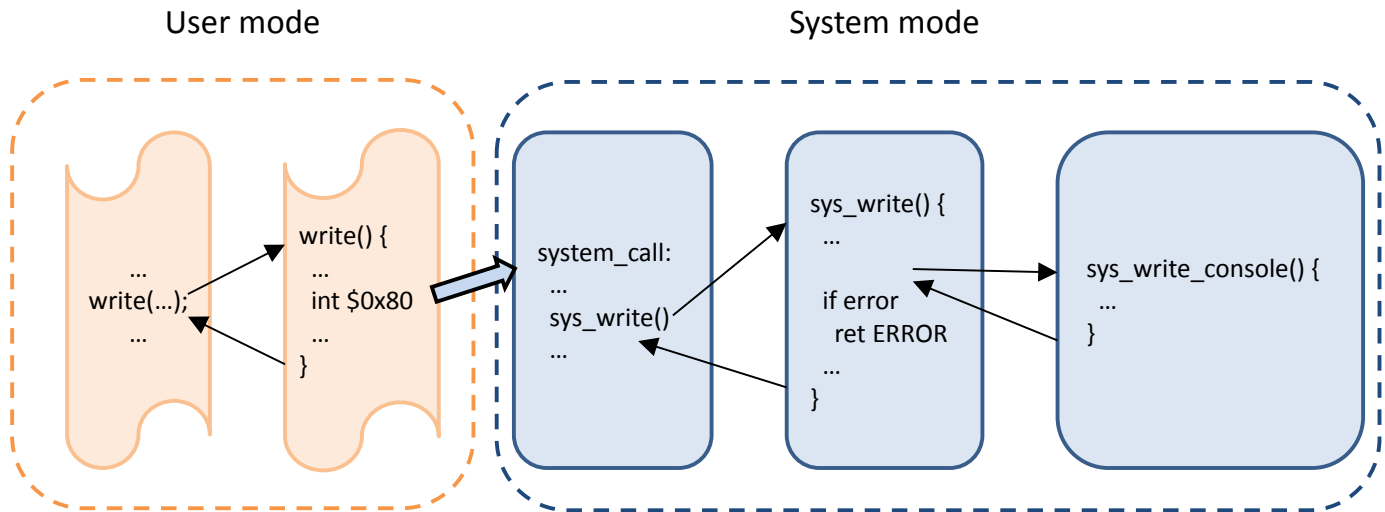 User mode
System mode
...
write(...);
...
write() {
...
int $0x80
...
}
system_call:
...
sys_write()
...
sys_write() {
...
if error
ret ERROR
...
}
sys_write_console() {
...
}